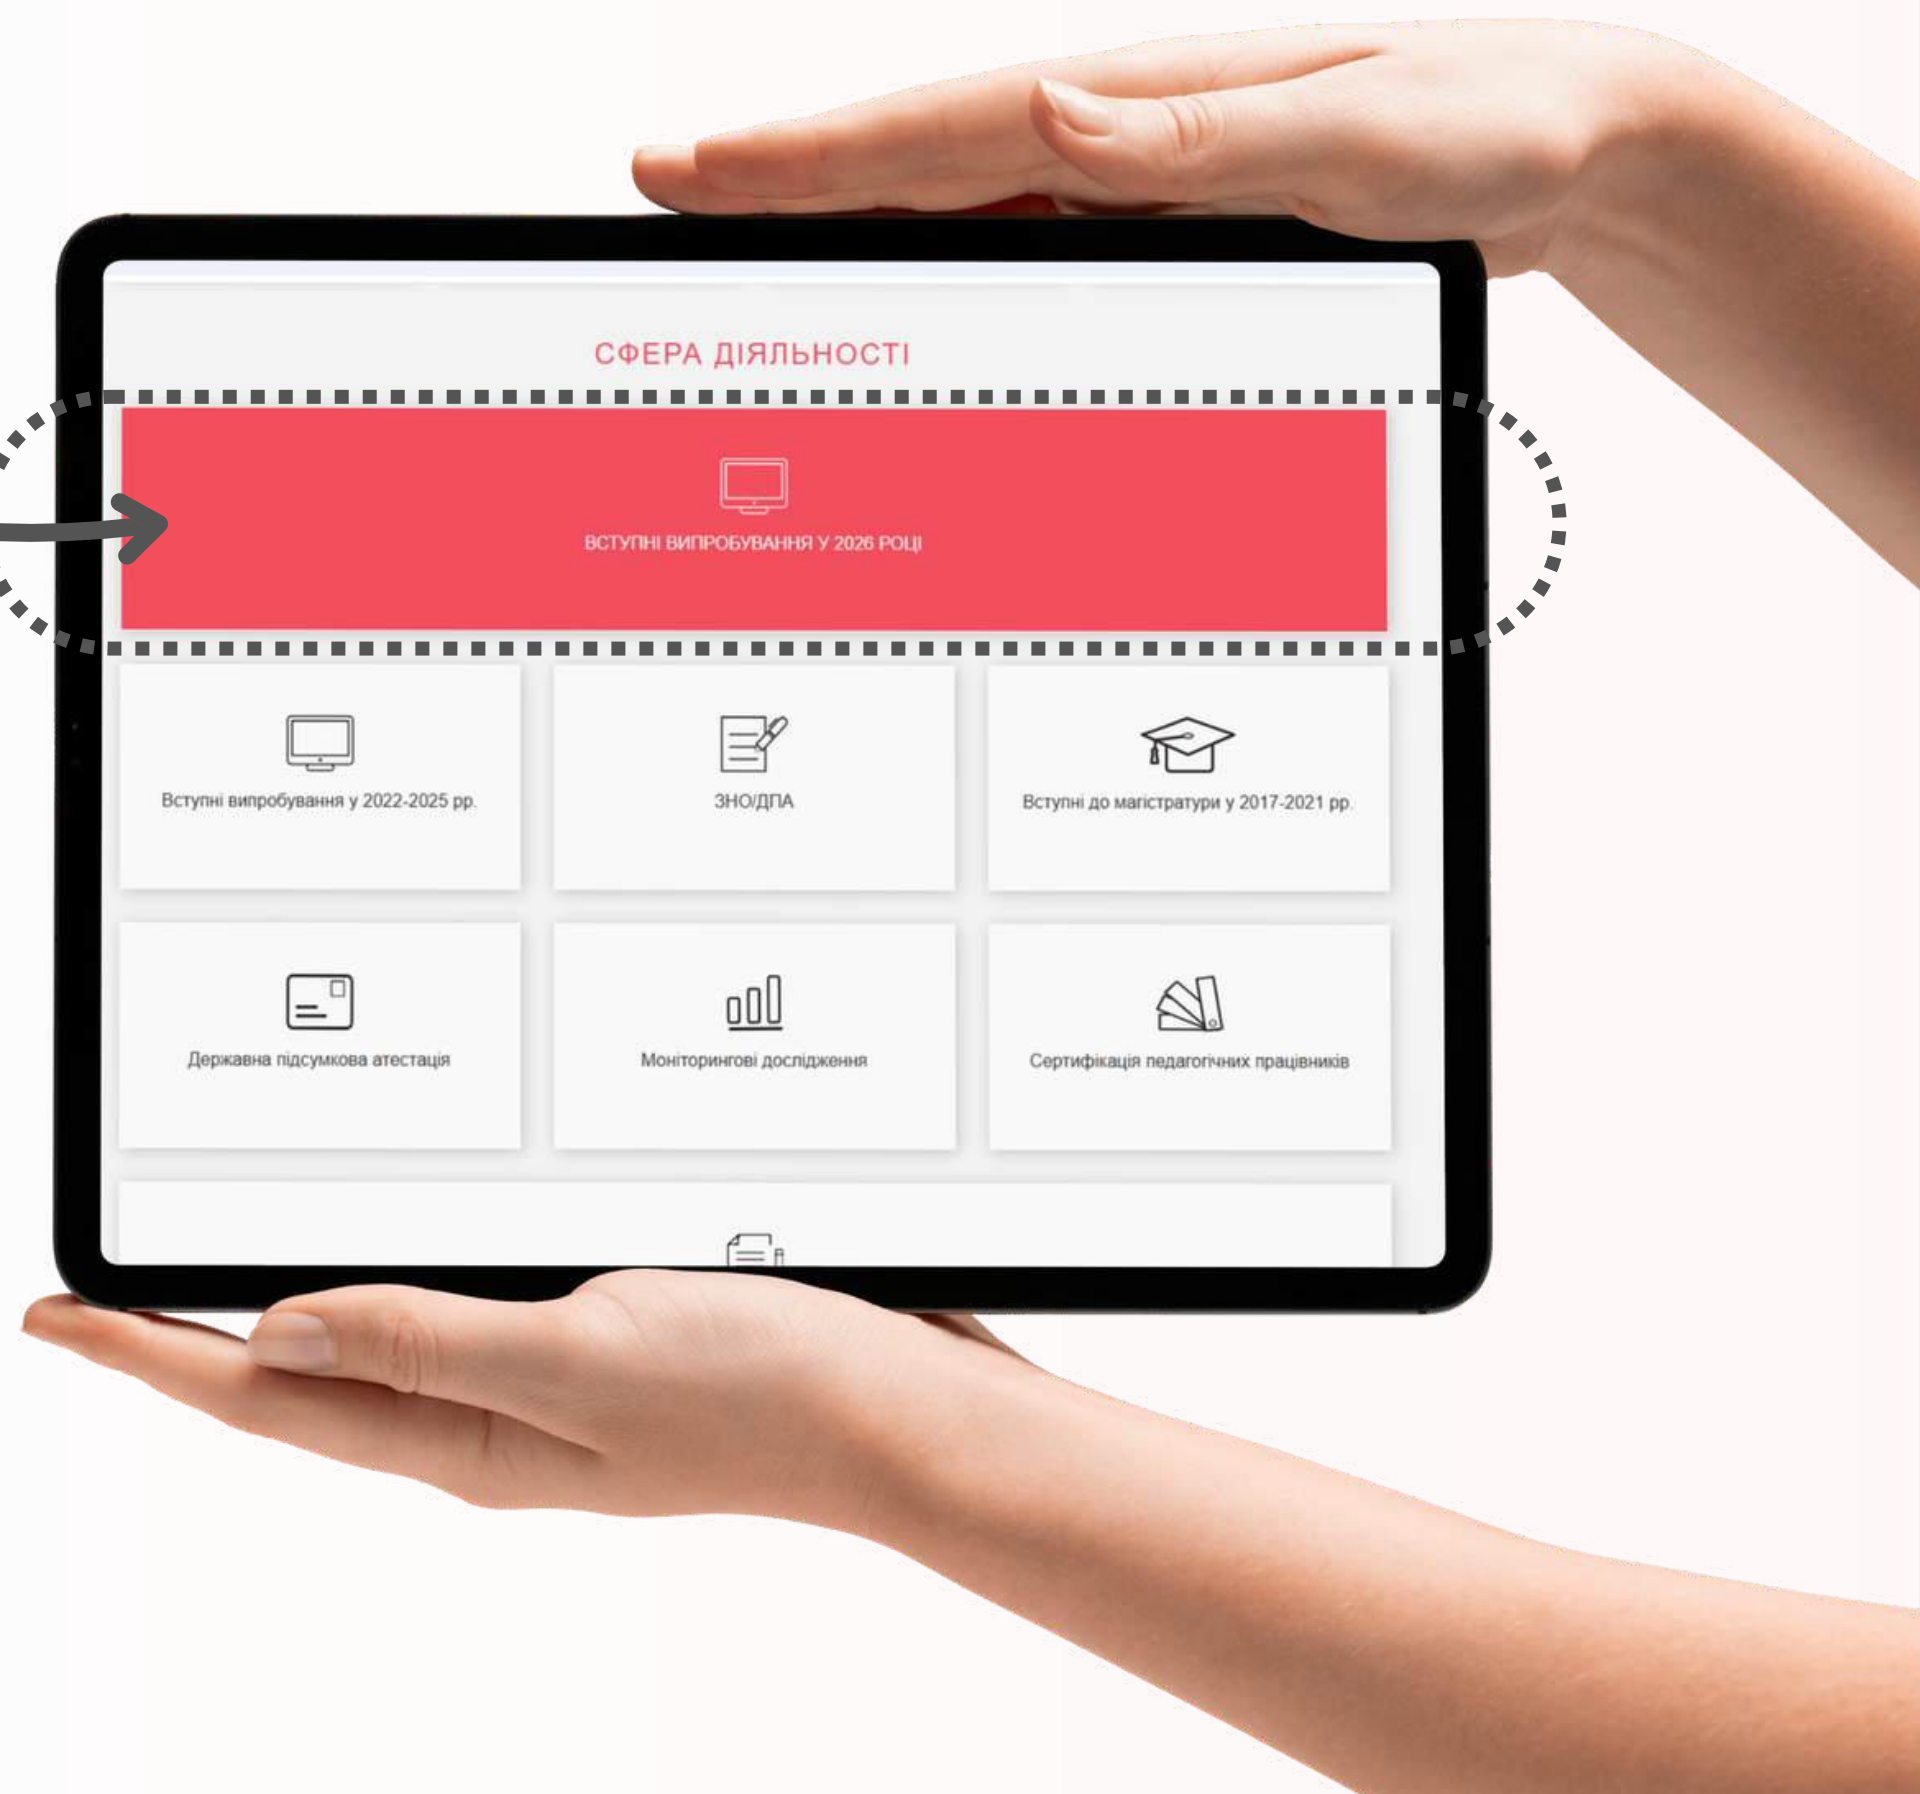 СФЕРА ДІЯЛЬНОСТІ
ВСТУПНІ ВИПРОБУВАННЯ У 2026 РОЦІ
Вступні випробування у 2022-2025 рр.
ЗНО/ДПА
Вступні до магістратури у 2017-2021 рр.
Державна підсумкова атестація
Моніторингові дослідження
Сертифікація педагогічних працівників